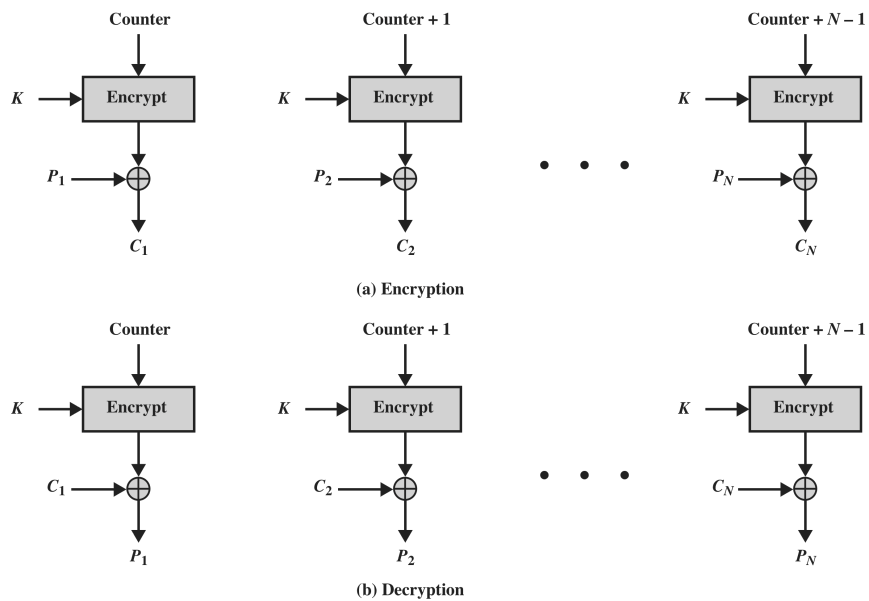 Counter Counter + 1 Counter + N – 1
K Encrypt K Encrypt K Encrypt
P1 P2 PN
C1 C2 CN
(a) Encryption
Counter Counter + 1 Counter + N – 1
K Encrypt K Encrypt K Encrypt
C1 C2 CN
P1 P2 PN
(b) Decryption